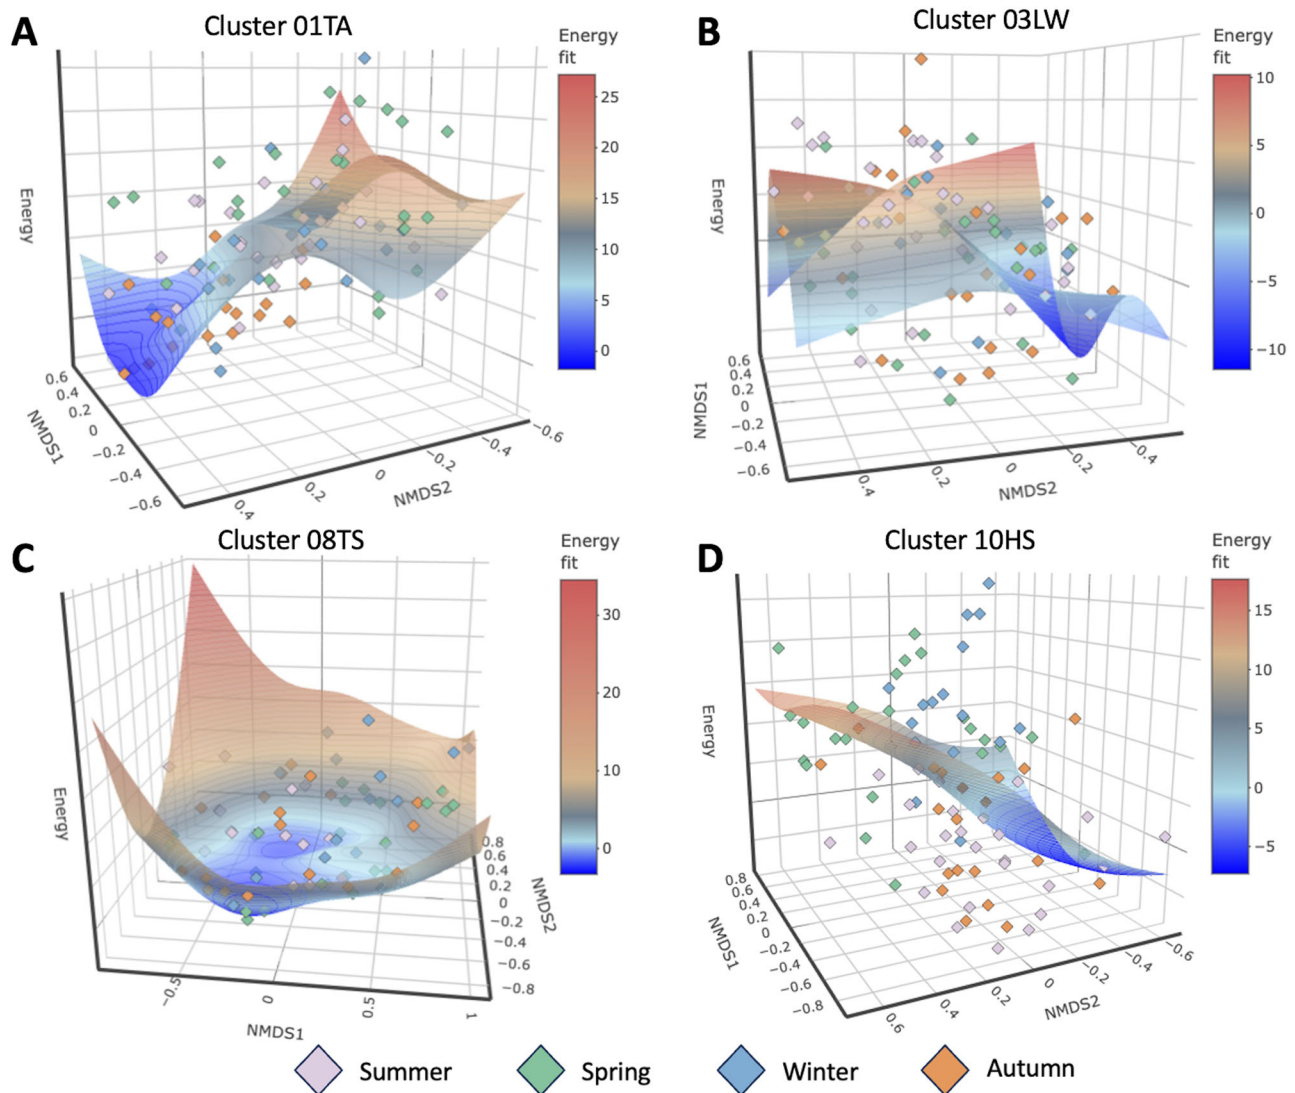 A
Cluster 01TA
Energy
fit
25
20
15
10
5
0
Energy
0.6
0.4
0.2
0
−0.2
−0.4
−0.6
NMDS1
0.4
0.2
0
−0.2
−0.4
−0.6
NMDS2
B
Cluster 03LW
Energy
fit
10
5
0
−5
−10
Energy
0.6
0.4
0.2
0
−0.2
−0.4
−0.6
NMDS1
0.4
0.2
0
−0.2
−0.4
NMDS2
C
Cluster 08TS
Energy
fit
30
20
10
0
Energy
0.8
0.6
0.4
0.2
0
−0.2
−0.4
−0.6
−0.8
NMDS2
−0.5
0
0.5
1
NMDS1
D
Cluster 10HS
Energy
fit
15
10
5
0
−5
Energy
0.8
0.6
0.4
0.2
0
−0.2
−0.4
−0.6
−0.8
NMDS1
0.6
0.4
0.2
0
−0.2
−0.4
−0.6
NMDS2
Summer
Spring
Winter
Autumn